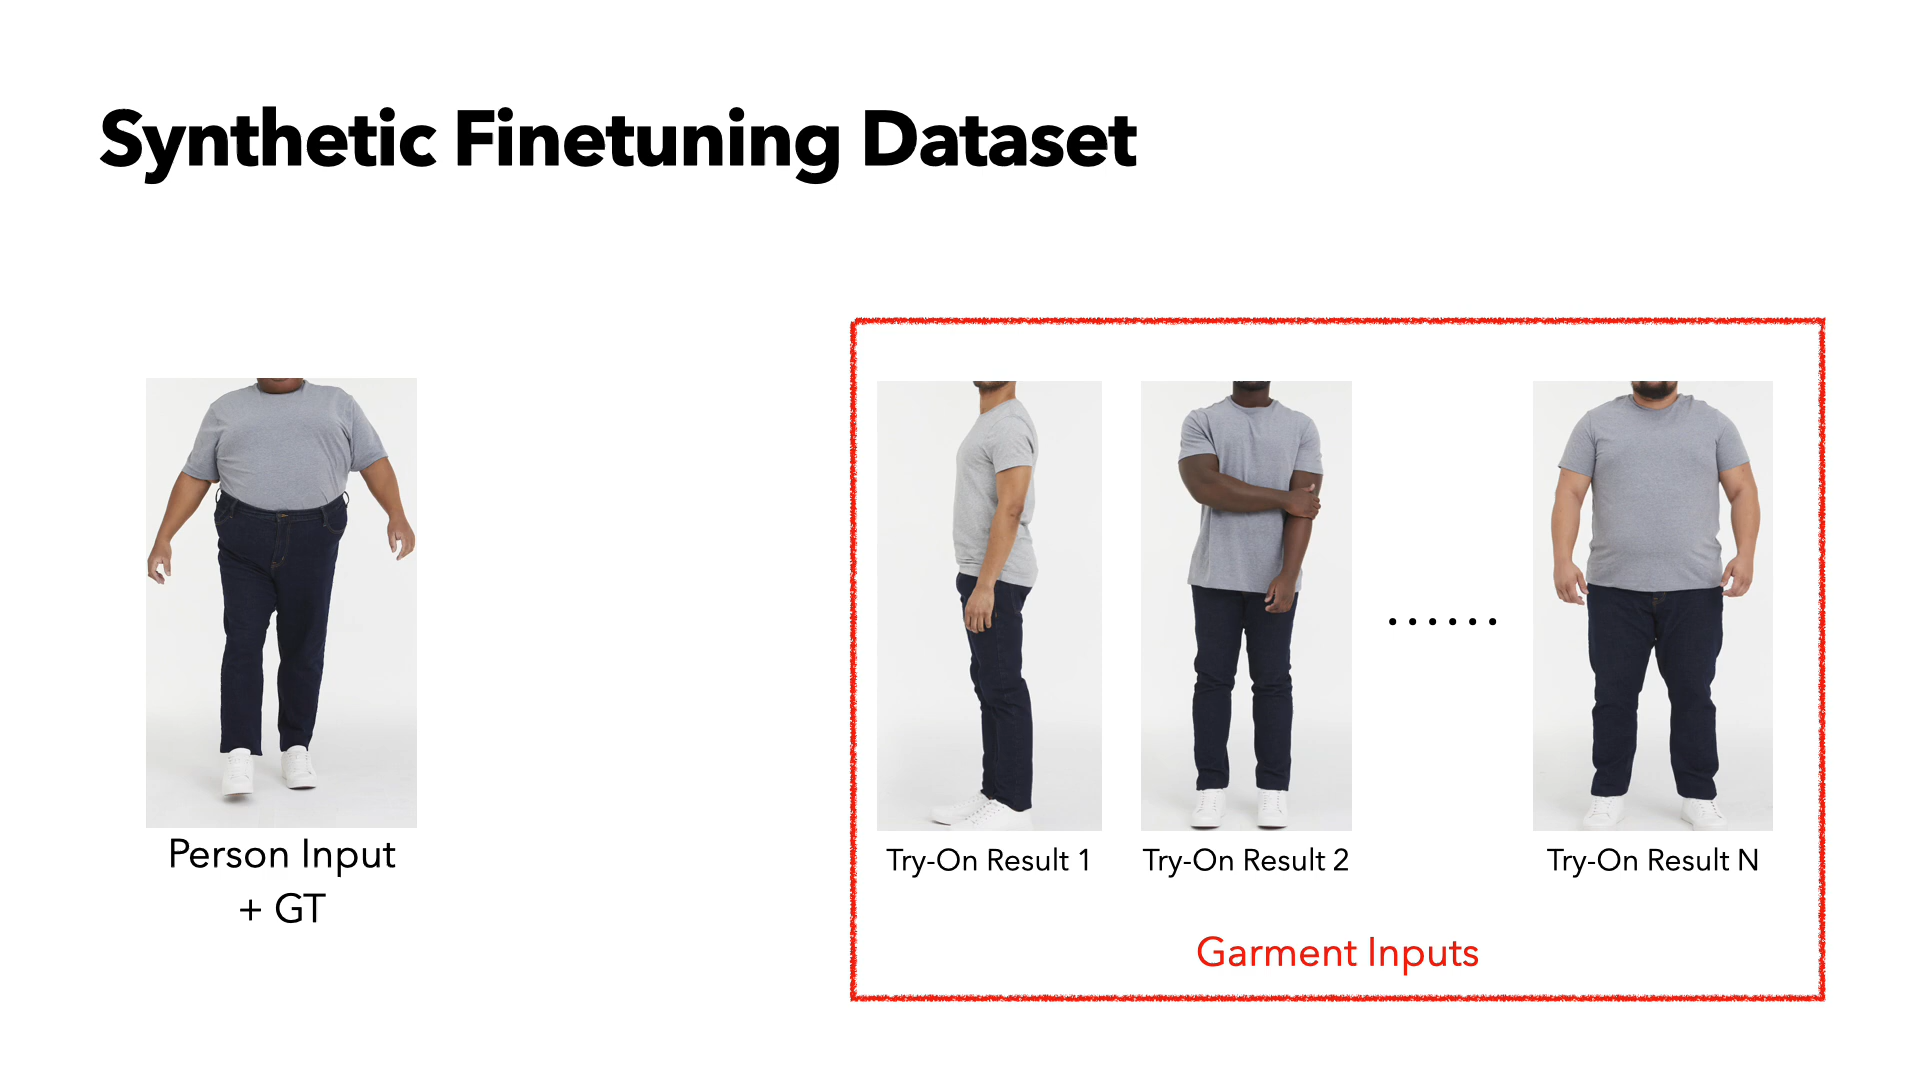 Synthetic Finetuning Dataset
Person Input
+ GT
Try-On Result 1
Try-On Result 2
......
Try-On Result N
Garment Inputs